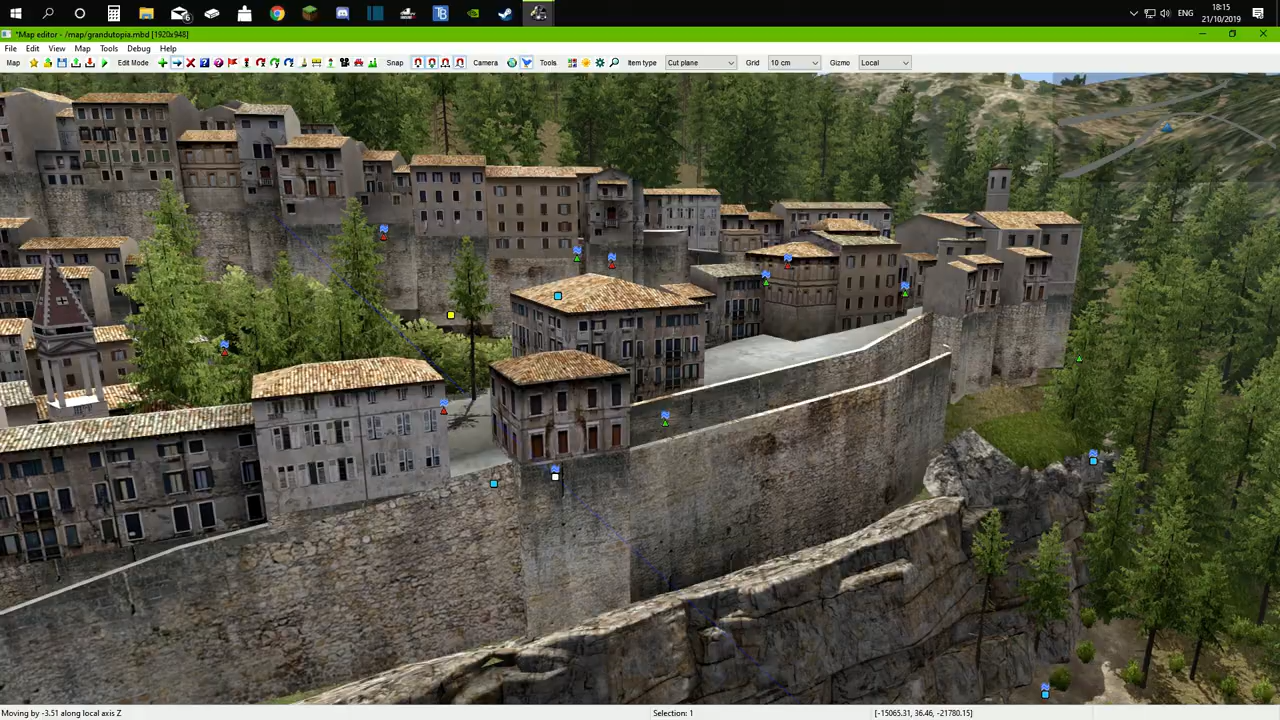 6
TB
ENG
18:15
21/10/2019
*Map editor - /map/grandutopia.mbd [1920x948]
File Edit View Map Tools Debug Help
Map Edit Mode Snap Camera Tools Item type Cut plane Grid 10 cm Gizmo Local
Moving by -3.51 along local axis Z Selection: 1 [-15065.31, 36.46, -21780.15]